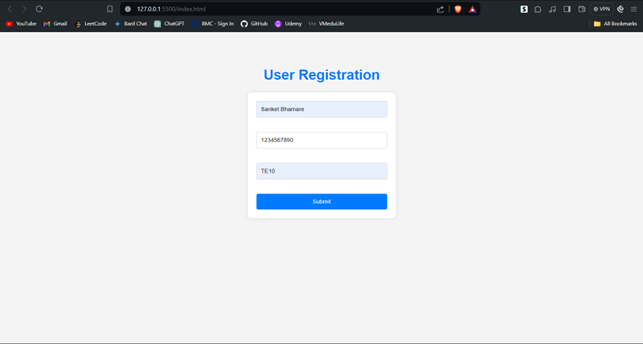 127.0.0.1:5500/index.html
VPN
YouTube Gmail LeetCode Bard Chat ChatGPT BMC - Sign In GitHub Udemy VMeduLife All Bookmarks
User Registration
Sanket Bhamare
1234567890
TE10
Submit